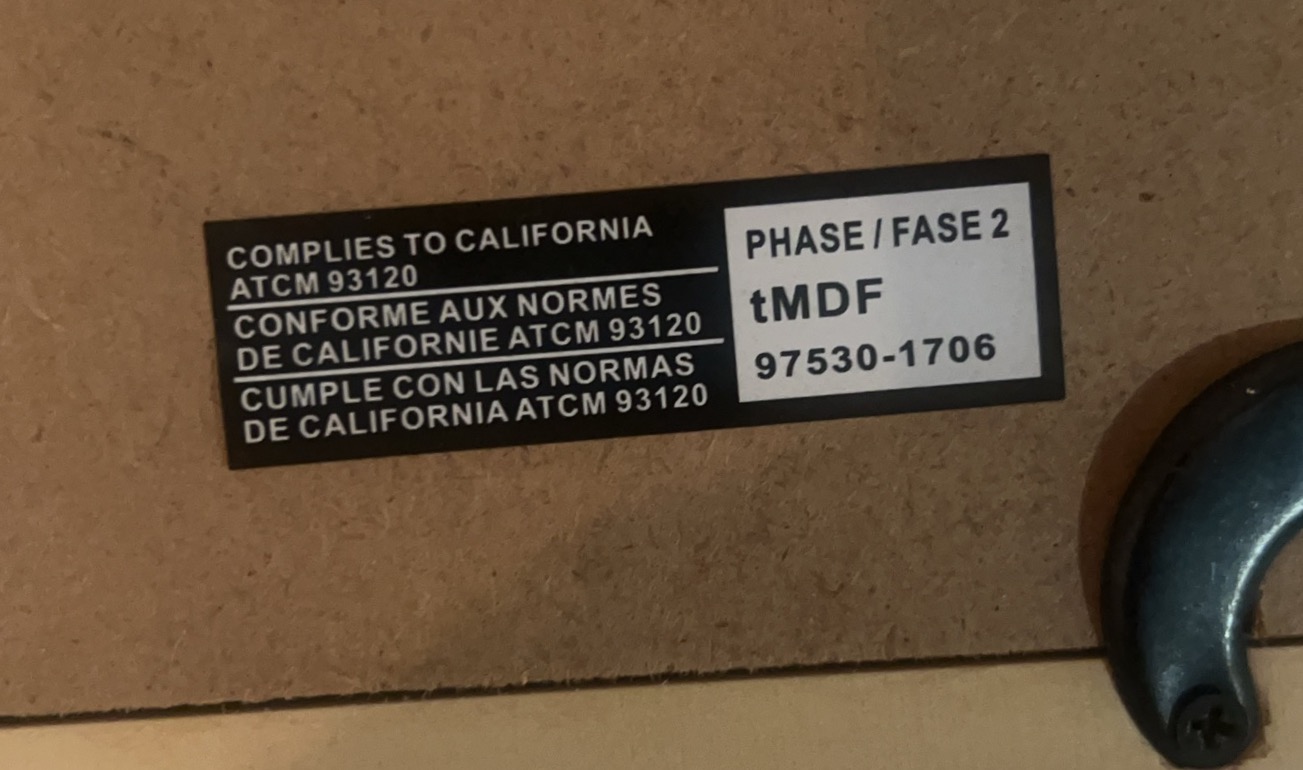 COMPLIES TO CALIFORNIA
ATCM 93120
CONFORME AUX NORMES
DE CALIFORNIE ATCM 93120
CUMPLE CON LAS NORMAS
DE CALIFORNIA ATCM 93120
PHASE / FASE 2
tMDF
97530-1706